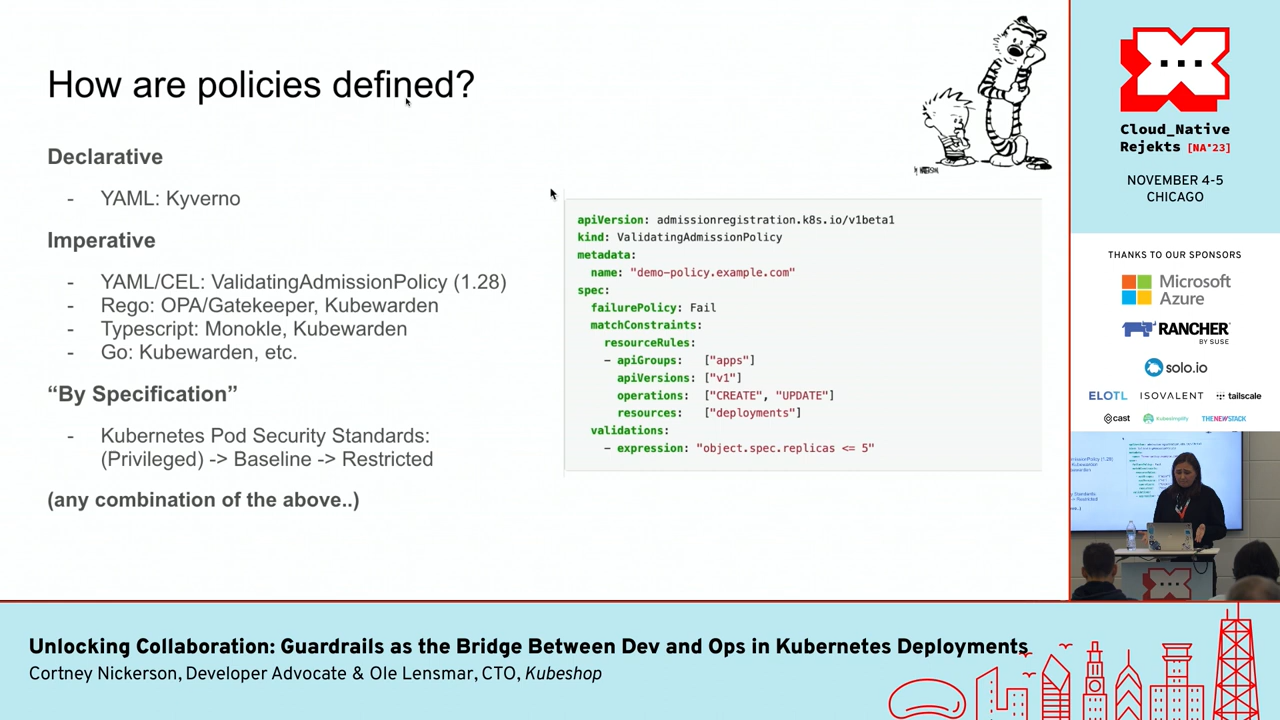 How are policies defined?
Declarative
- YAML: Kyverno
Imperative
- YAML/CEL: ValidatingAdmissionPolicy (1.28)
- Rego: OPA/Gatekeeper, Kubewarden
- Typescript: Monokle, Kubewarden
- Go: Kubewarden, etc.
“By Specification”
- Kubernetes Pod Security Standards:
(Privileged) -> Baseline -> Restricted
(any combination of the above..)
apiVersion: admissionregistration.k8s.io/v1beta1
kind: ValidatingAdmissionPolicy
metadata:
name: "demo-policy.example.com"
spec:
failurePolicy: Fail
matchConstraints:
resourceRules:
- apiGroups: ["apps"]
apiVersions: ["v1"]
operations: ["CREATE", "UPDATE"]
resources: ["deployments"]
validations:
- expression: "object.spec.replicas <= 5"
Cloud_Native
Rejekts [NA'23]
NOVEMBER 4-5
CHICAGO
THANKS TO OUR SPONSORS
Microsoft
Azure
RANCHER
BY SUSE
solo.io
ELOTL ISOVALENT tailscale
cast kubesimplify THENEWSTACK
Unlocking Collaboration: Guardrails as the Bridge Between Dev and Ops in Kubernetes Deployments
Cortney Nickerson, Developer Advocate & Ole Lensmar, CTO, Kubeshop